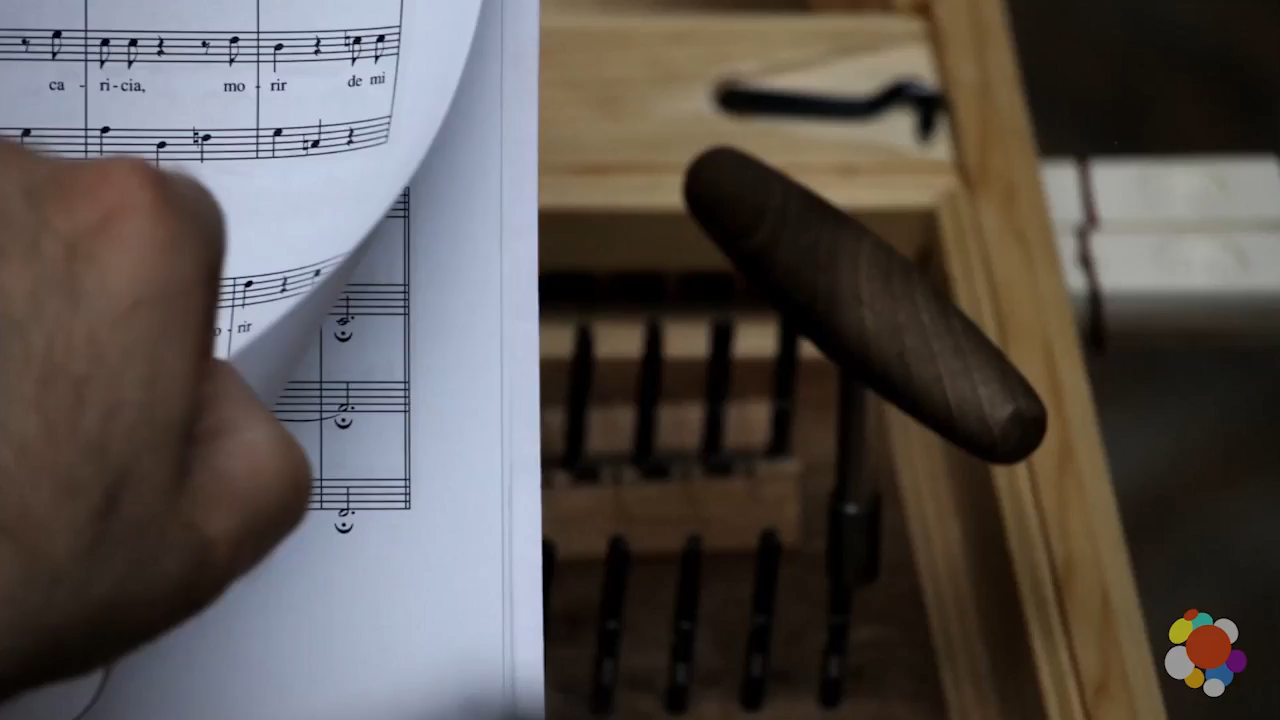 ca - ri - cia, mo - rir de mi
- rir